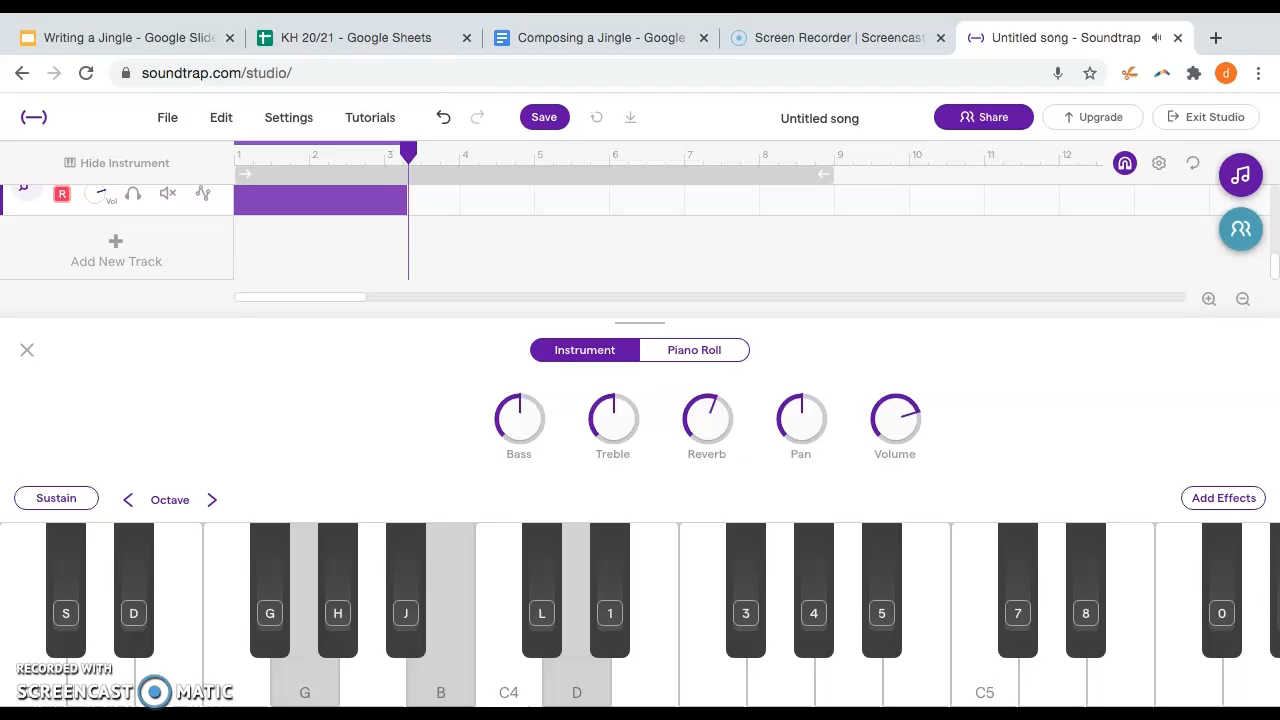 Writing a Jingle - Google Slide
KH 20/21 - Google Sheets
Composing a Jingle - Google
Screen Recorder | Screencast
Untitled song - Soundtrap
soundtrap.com/studio/
d
File Edit Settings Tutorials Save Untitled song Share Upgrade Exit Studio
Hide Instrument
1 2 3 4 5 6 7 8 9 10 11 12
R Vol
Add New Track
Instrument Piano Roll
Bass Treble Reverb Pan Volume
Sustain Octave Add Effects
S D G H J L 1 3 4 5 7 8 0
RECORDED WITH
SCREENCAST MATIC
G B C4 D C5